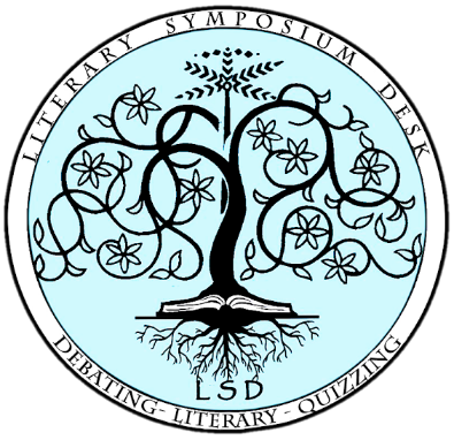 LITERARY SYMPOSIUM DESK
LSD
DEBATING- LITERARY - QUIZZING